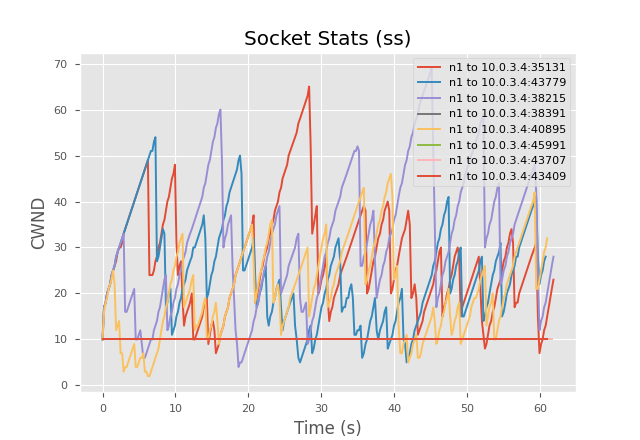 Socket Stats (ss)
70
60
50
40
30
20
10
0
CWND
n1 to 10.0.3.4:35131
n1 to 10.0.3.4:43779
n1 to 10.0.3.4:38215
n1 to 10.0.3.4:38391
n1 to 10.0.3.4:40895
n1 to 10.0.3.4:45991
n1 to 10.0.3.4:43707
n1 to 10.0.3.4:43409
0 10 20 30 40 50 60
Time (s)